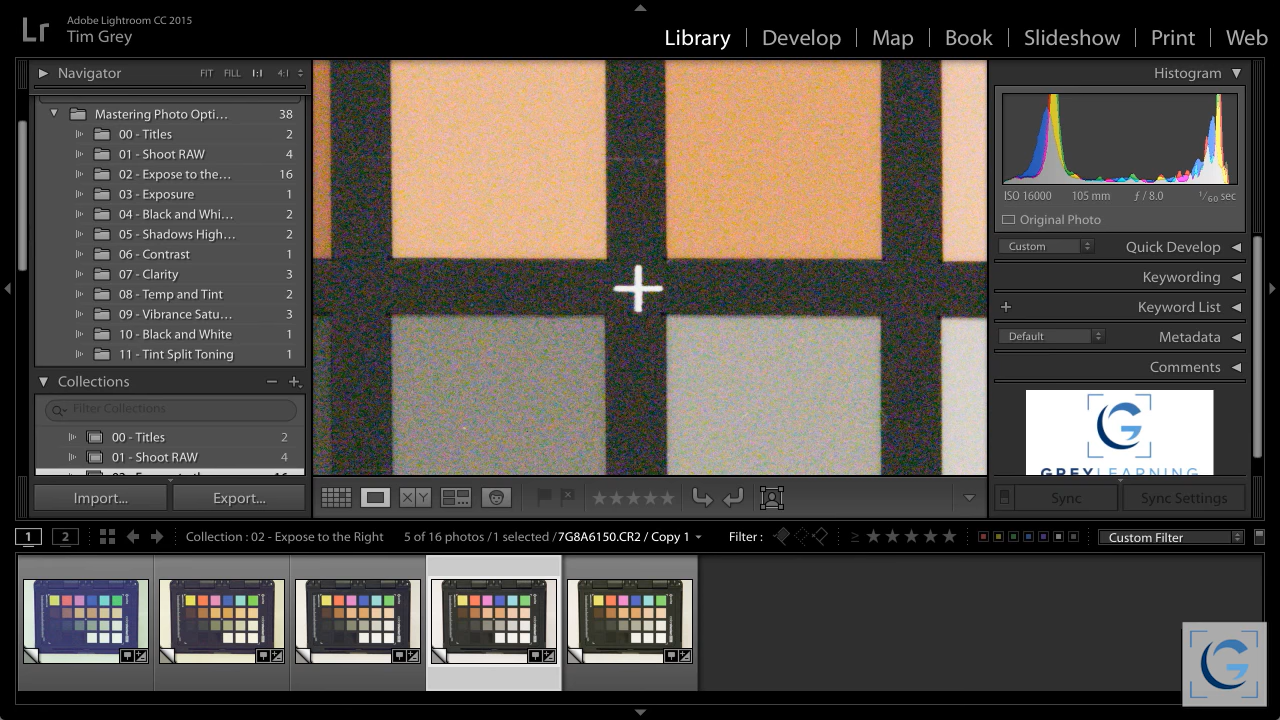 Lr
Adobe Lightroom CC 2015
Tim Grey
Library | Develop | Map | Book | Slideshow | Print | Web
Navigator FIT FILL 1:1 4:1
Mastering Photo Opti... 38
00 - Titles 2
01 - Shoot RAW 4
02 - Expose to the... 16
03 - Exposure 1
04 - Black and Whi... 2
05 - Shadows High... 2
06 - Contrast 1
07 - Clarity 3
08 - Temp and Tint 2
09 - Vibrance Satu... 3
10 - Black and White 1
11 - Tint Split Toning 1
Collections
Filter Collections
00 - Titles 2
01 - Shoot RAW 4
Import... Export...
Histogram
ISO 16000 105 mm ƒ / 8.0 1/60 sec
Original Photo
Custom Quick Develop
Keywording
+ Keyword List
Default Metadata
Comments
GREYLEARNING
X Y
Sync Sync Settings
1 2 Collection : 02 - Expose to the Right 5 of 16 photos / 1 selected / 7G8A6150.CR2 / Copy 1 Filter : ≥ Custom Filter